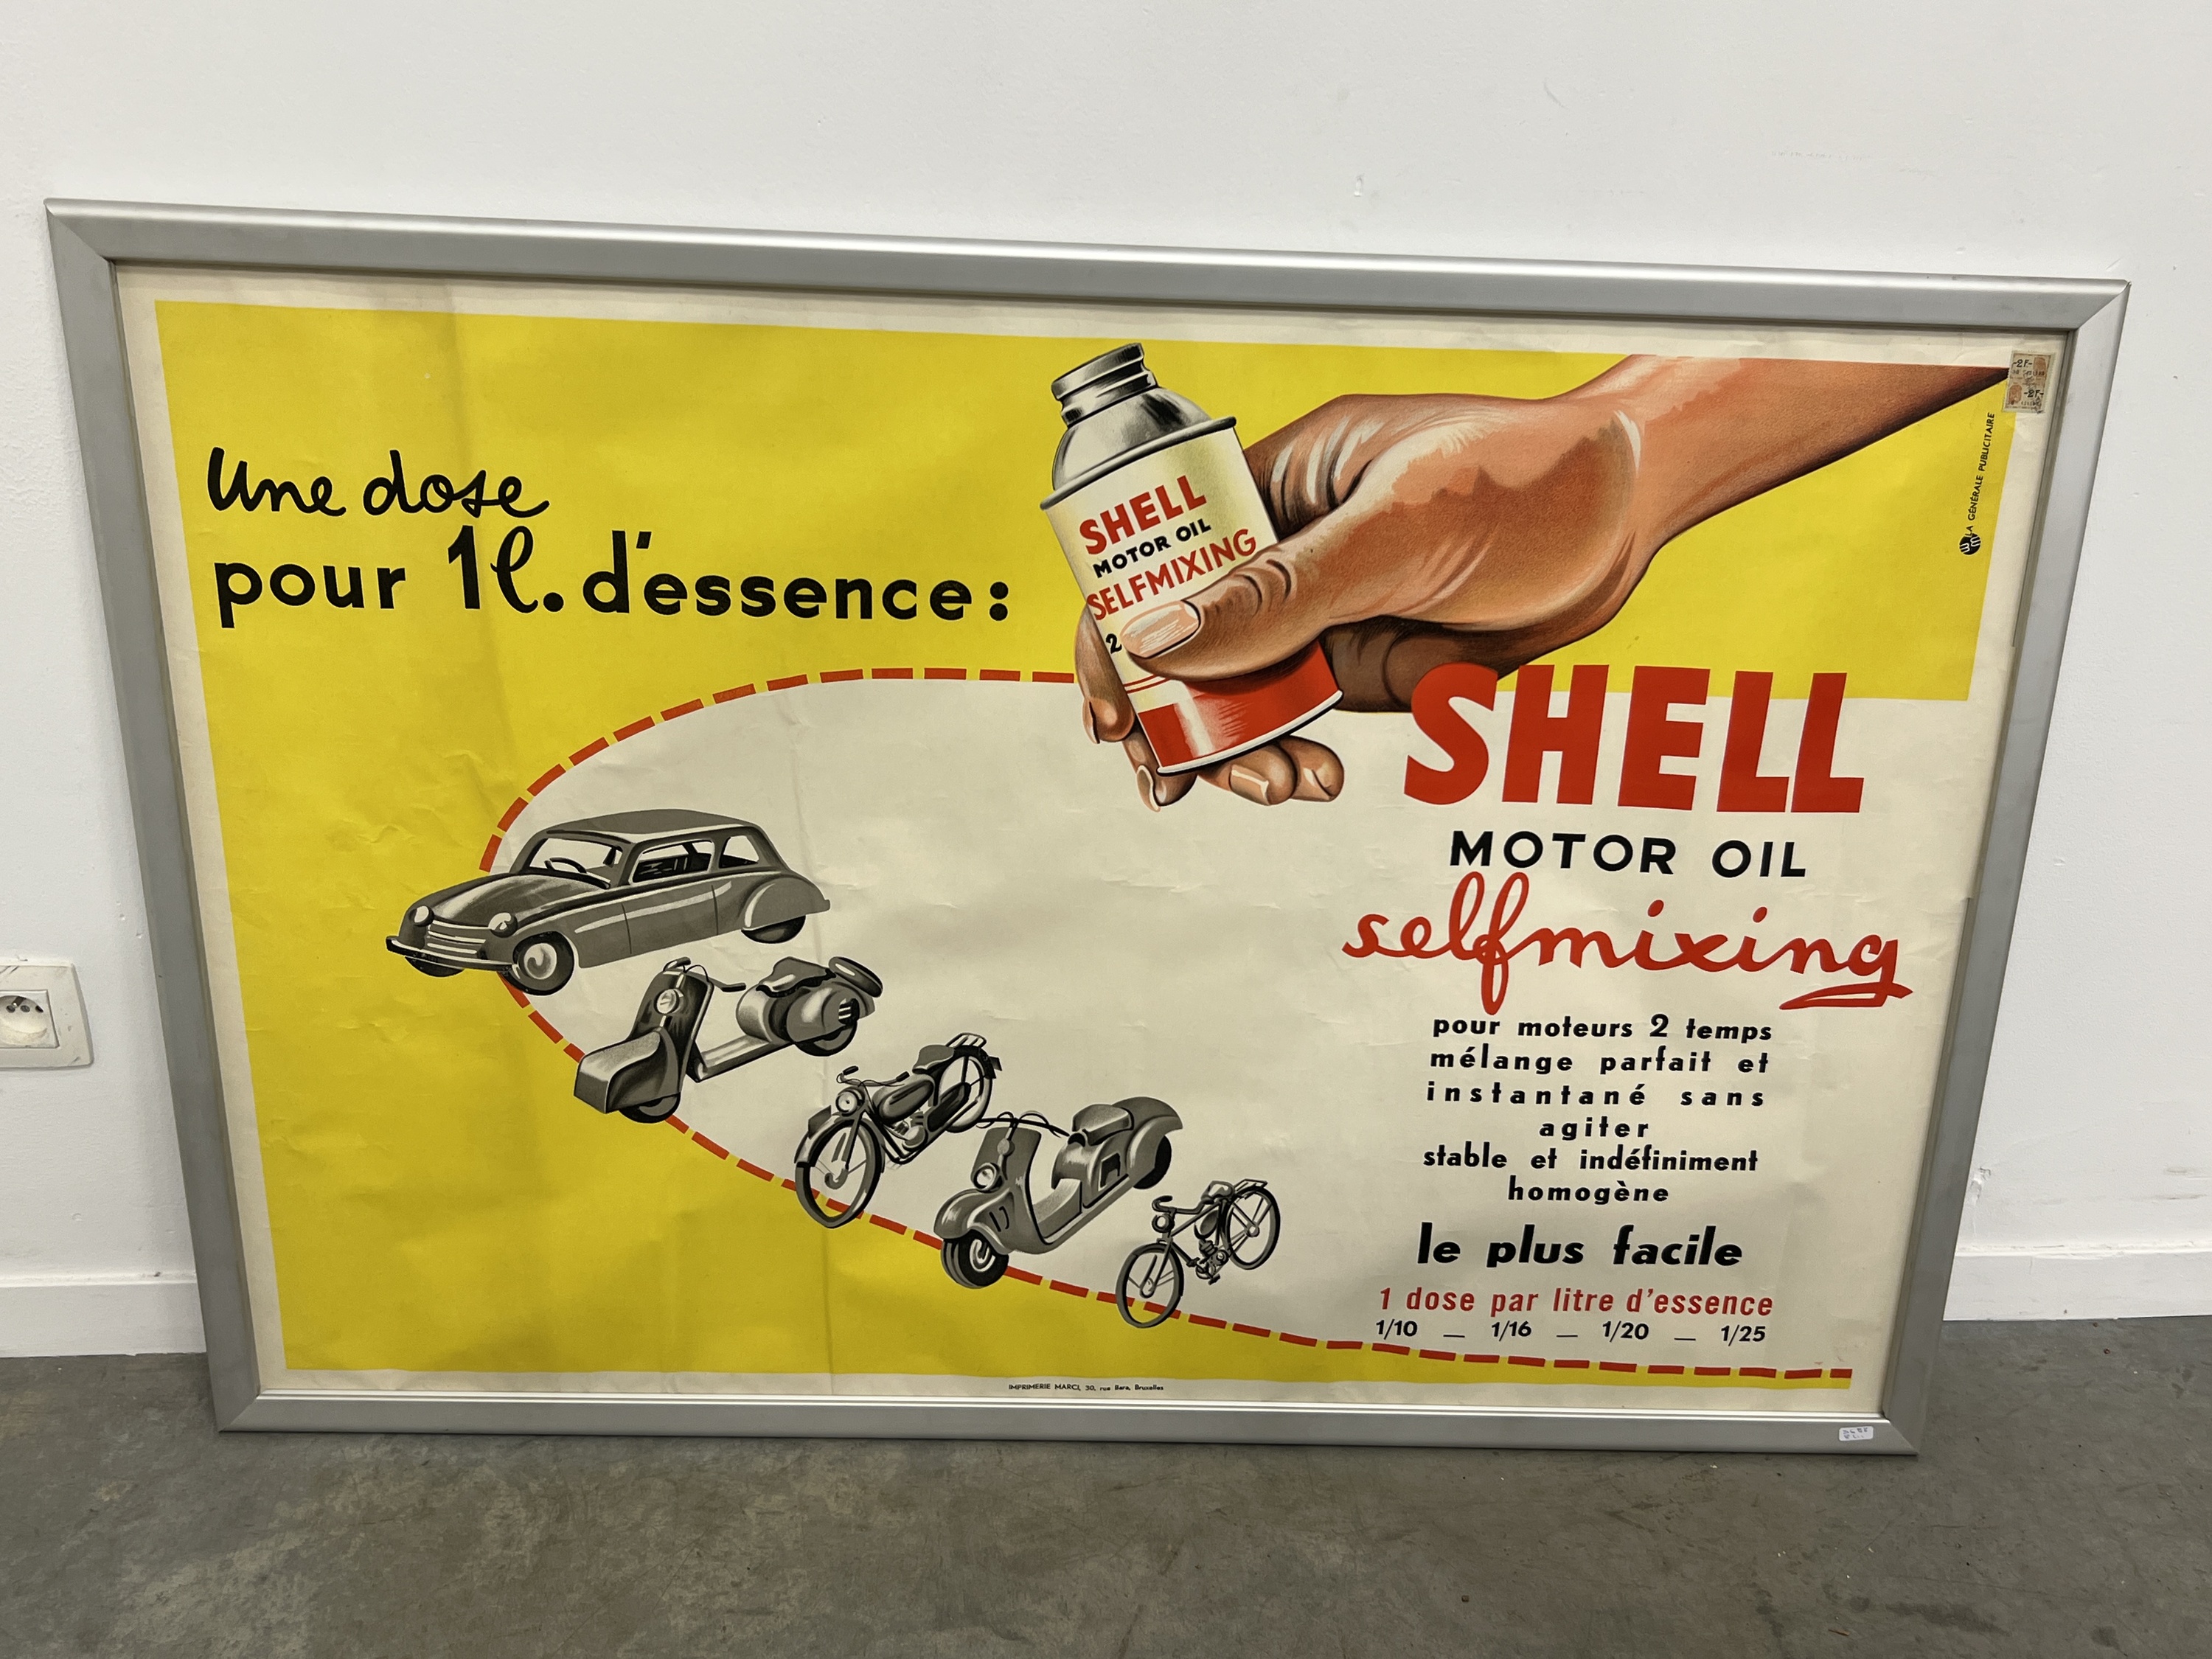 Une dose
pour 1l. d'essence:
SHELL
MOTOR OIL
SELFMIXING
2
LA GÉNÉRALE PUBLICITAIRE
-2F.-
-2F.-
SHELL
MOTOR OIL
selfmixing
pour moteurs 2 temps
mélange parfait et
instantané sans
agiter
stable et indéfiniment
homogène
le plus facile
1 dose par litre d'essence
1/10 — 1/16 — 1/20 — 1/25
IMPRIMERIE MARCI, 30, rue Bara, Bruxelles